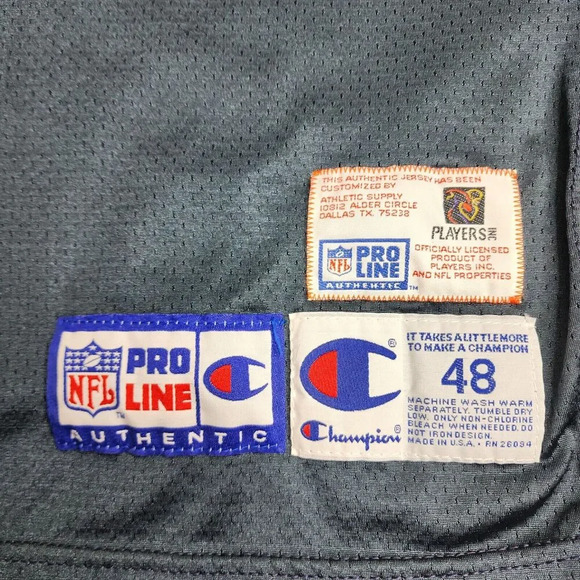 THIS AUTHENTIC JERSEY HAS BEEN
CUSTOMIZED BY
ATHLETIC SUPPLY
10812 ALDER CIRCLE
DALLAS TX. 75238
PLAYERS INC
NFL PRO LINE
AUTHENTIC
OFFICIALLY LICENSED
PRODUCT OF
PLAYERS INC.
AND NFL PROPERTIES
NFL PRO LINE
AUTHENTIC
Champion
IT TAKES A LITTLE MORE
TO MAKE A CHAMPION
48
MACHINE WASH WARM
SEPARATELY. TUMBLE DRY
LOW. ONLY NON-CHLORINE
BLEACH WHEN NEEDED. DO
NOT IRON DESIGN.
MADE IN U.S.A. • RN 26094